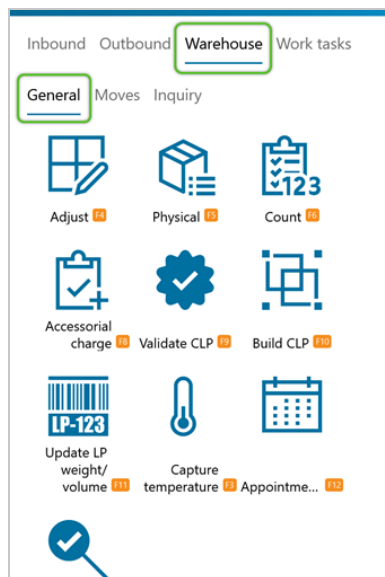 Inbound Outbound Warehouse Work tasks
General Moves Inquiry
123
Adjust F4 Physical F5 Count F6
Accessorial
charge F8 Validate CLP F9 Build CLP F10
LP-123
Update LP
weight/ Capture
volume F11 temperature F3 Appointme... F12